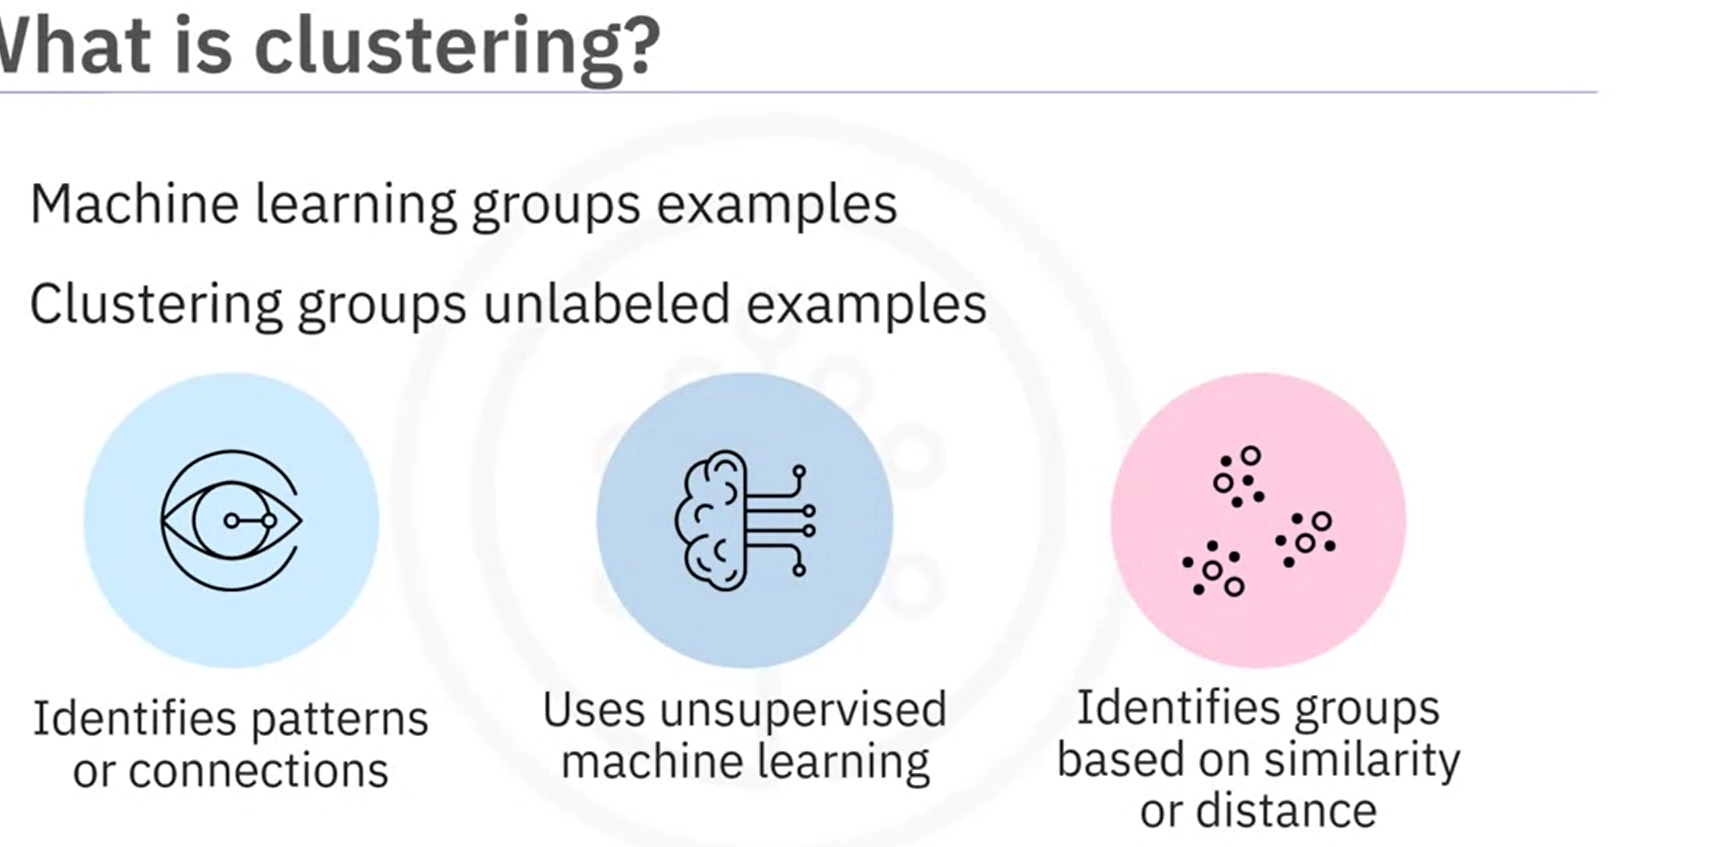 What is clustering?
Machine learning groups examples
Clustering groups unlabeled examples
Identifies patterns
or connections
Uses unsupervised
machine learning
Identifies groups
based on similarity
or distance